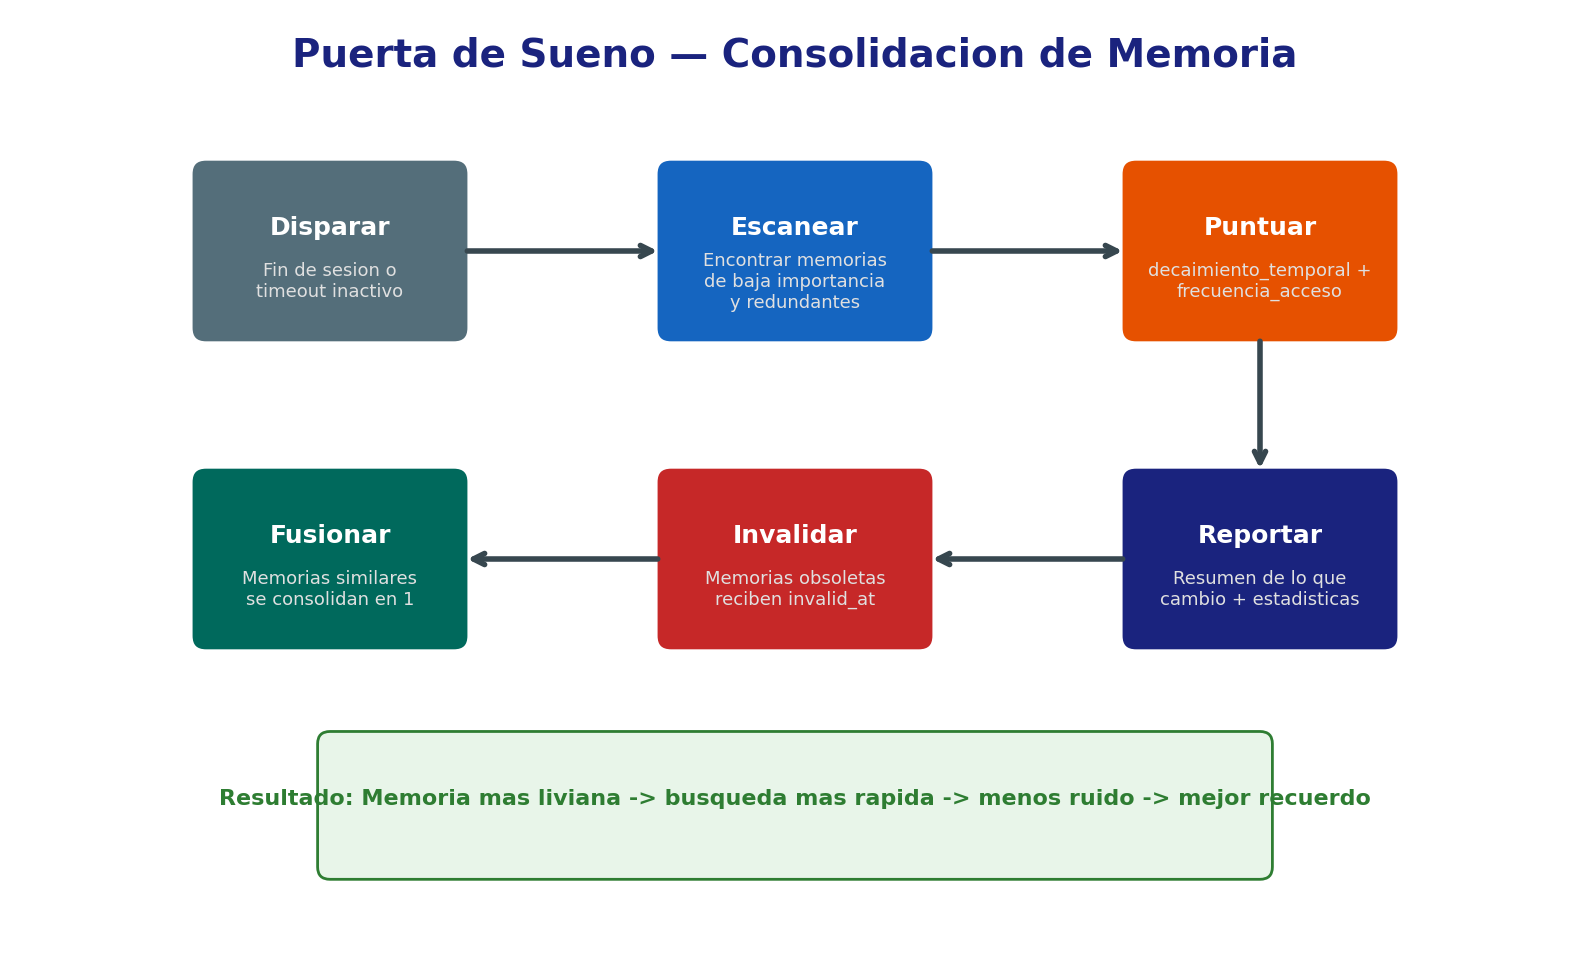 Puerta de Sueno — Consolidacion de Memoria
Disparar
Fin de sesion o
timeout inactivo
Escanear
Encontrar memorias
de baja importancia
y redundantes
Puntuar
decaimiento_temporal +
frecuencia_acceso
Fusionar
Memorias similares
se consolidan en 1
Invalidar
Memorias obsoletas
reciben invalid_at
Reportar
Resumen de lo que
cambio + estadisticas
Resultado: Memoria mas liviana -> busqueda mas rapida -> menos ruido -> mejor recuerdo